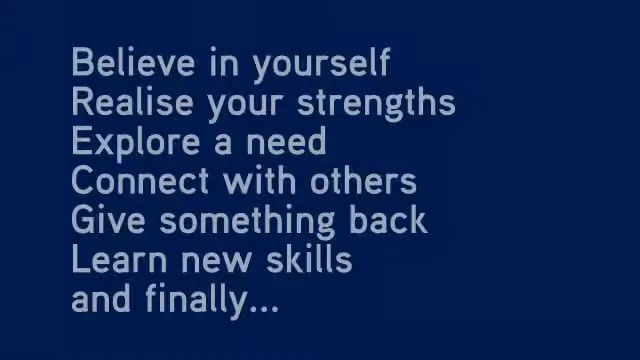 Believe in yourself
Realise your strengths
Explore a need
Connect with others
Give something back
Learn new skills
and finally...